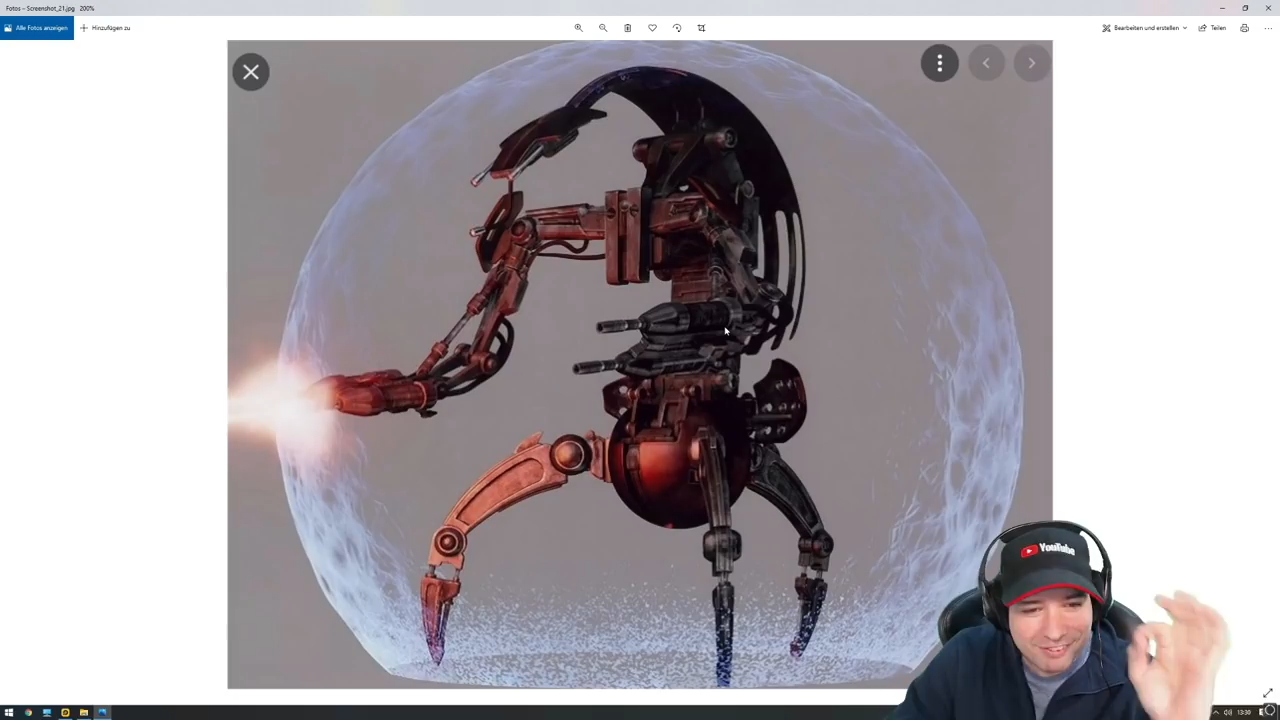 Fotos – Screenshot_21.jpg 200%
Alle Fotos anzeigen
Hinzufügen zu
Bearbeiten und erstellen
Teilen
YouTube
13:30